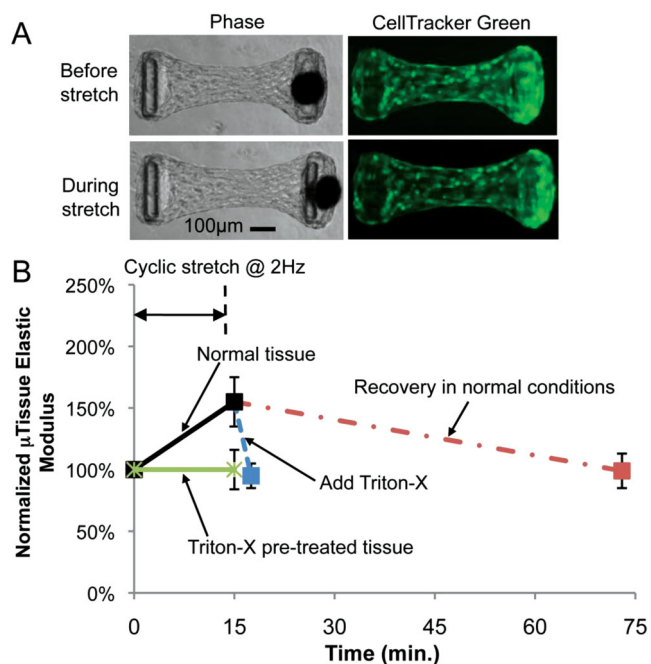 A
Phase
CellTracker Green
Before
stretch
During
stretch
100μm
B
Cyclic stretch @ 2Hz
250%
200%
150%
100%
50%
0%
Normalized μTissue Elastic
Modulus
Normal tissue
Recovery in normal conditions
Add Triton-X
Triton-X pre-treated tissue
0
15
30
45
60
75
Time (min.)